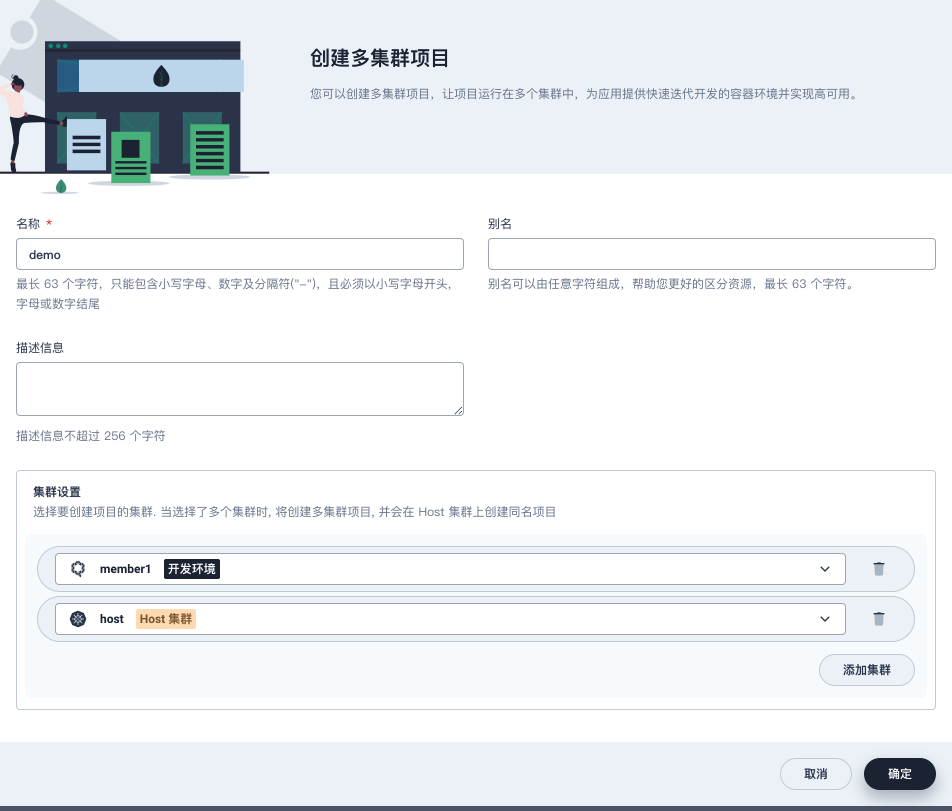 创建多集群项目
您可以创建多集群项目，让项目运行在多个集群中，为应用提供快速迭代开发的容器环境并实现高可用。
名称 *
别名
demo
最长 63 个字符，只能包含小写字母、数字及分隔符("-")，且必须以小写字母开头，
字母或数字结尾
别名可以由任意字符组成，帮助您更好的区分资源，最长 63 个字符。
描述信息
描述信息不超过 256 个字符
集群设置
选择要创建项目的集群. 当选择了多个集群时, 将创建多集群项目, 并会在 Host 集群上创建同名项目
member1 开发环境
host Host 集群
添加集群
取消 确定